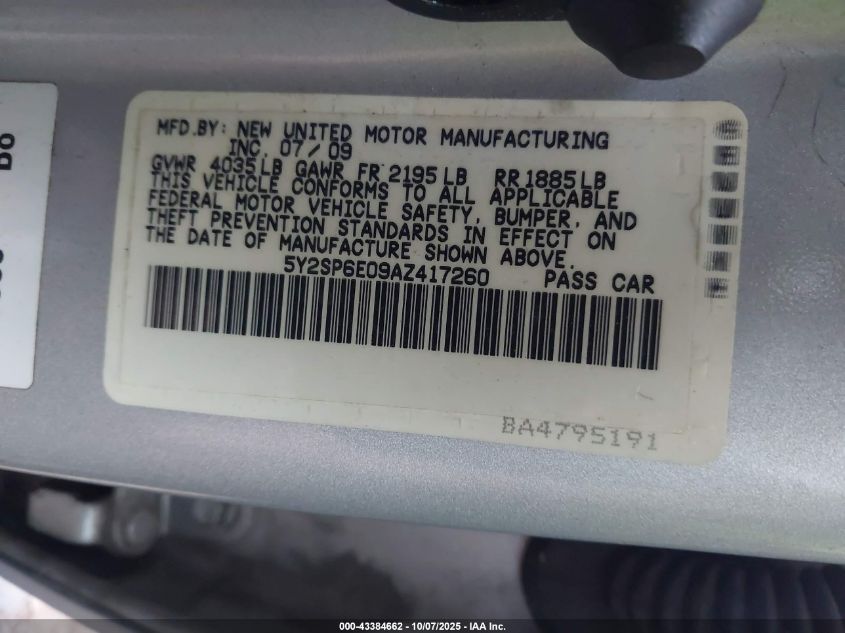 MFD.BY: NEW UNITED MOTOR MANUFACTURING
INC. 07/09
GVWR 4035LB GAWR FR 2195LB RR1885LB
THIS VEHICLE CONFORMS TO ALL APPLICABLE
FEDERAL MOTOR VEHICLE SAFETY, BUMPER, AND
THEFT PREVENTION STANDARDS IN EFFECT ON
THE DATE OF MANUFACTURE SHOWN ABOVE.
5Y2SP6E09AZ417260 PASS CAR
BA4795191
000-43384662 - 10/07/2025 - IAA Inc.